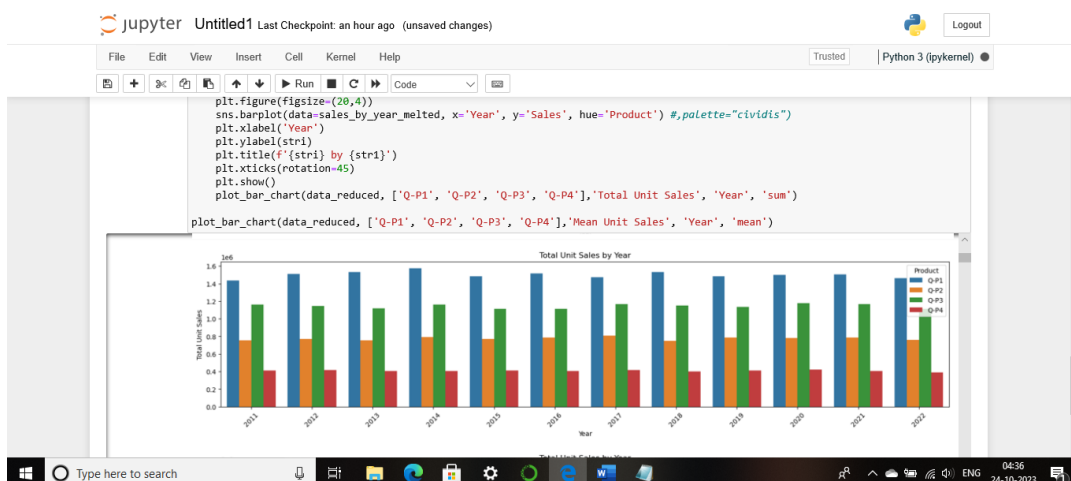 jupyter Untitled1 Last Checkpoint: an hour ago (unsaved changes)
Logout
File Edit View Insert Cell Kernel Help
Trusted Python 3 (ipykernel)
Run Code
plt.figure(figsize=(20,4))
sns.barplot(data=sales_by_year_melted, x='Year', y='Sales', hue='Product') #,palette="cividis")
plt.xlabel('Year')
plt.ylabel(stri)
plt.title(f'{stri} by {str1}')
plt.xticks(rotation=45)
plt.show()
plot_bar_chart(data_reduced, ['Q-P1', 'Q-P2', 'Q-P3', 'Q-P4'],'Total Unit Sales', 'Year', 'sum')
plot_bar_chart(data_reduced, ['Q-P1', 'Q-P2', 'Q-P3', 'Q-P4'],'Mean Unit Sales', 'Year', 'mean')
Total Unit Sales by Year
1e6
1.6
1.4
1.2
1.0
0.8
0.6
0.4
0.2
0.0
Total Unit Sales
Product
Q-P1
Q-P2
Q-P3
Q-P4
2011 2012 2013 2014 2015 2016 2017 2018 2019 2020 2021 2022
Year
Total Unit Sales by Year
Type here to search
ENG
04:36
24-10-2023